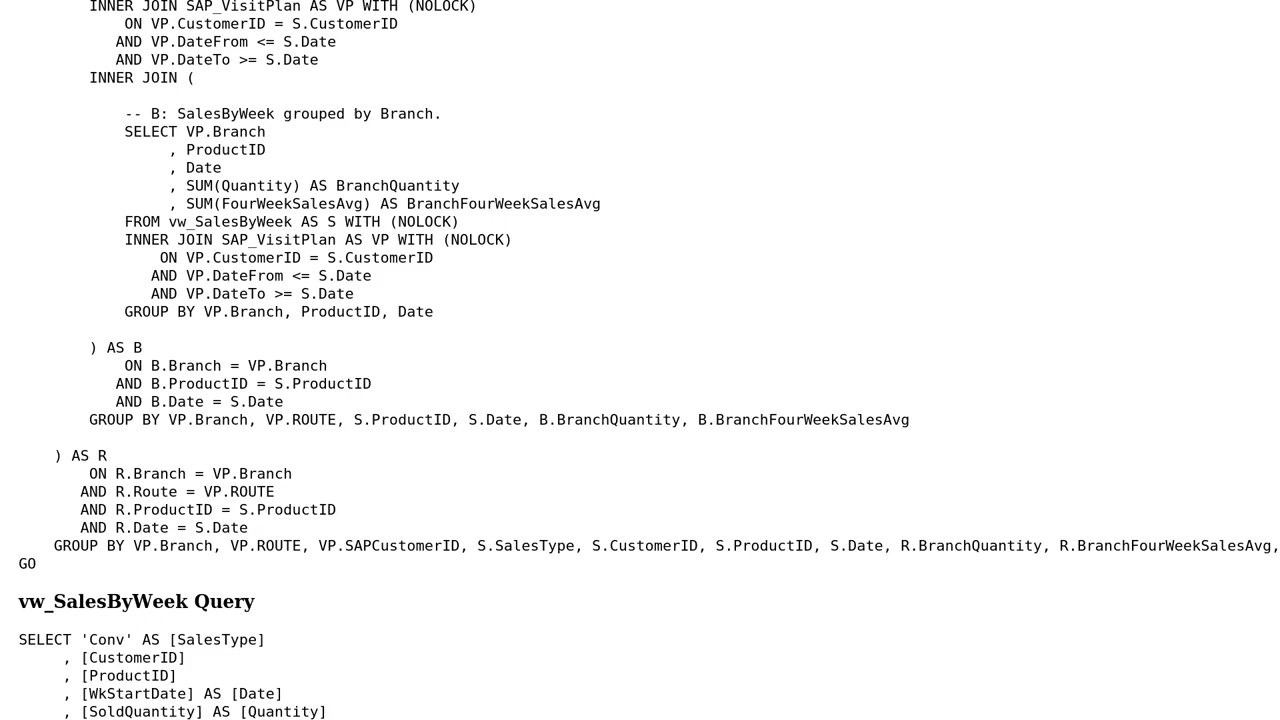 INNER JOIN SAP_VisitPlan AS VP WITH (NOLOCK)
ON VP.CustomerID = S.CustomerID
AND VP.DateFrom <= S.Date
AND VP.DateTo >= S.Date
INNER JOIN (
-- B: SalesByWeek grouped by Branch.
SELECT VP.Branch
, ProductID
, Date
, SUM(Quantity) AS BranchQuantity
, SUM(FourWeekSalesAvg) AS BranchFourWeekSalesAvg
FROM vw_SalesByWeek AS S WITH (NOLOCK)
INNER JOIN SAP_VisitPlan AS VP WITH (NOLOCK)
ON VP.CustomerID = S.CustomerID
AND VP.DateFrom <= S.Date
AND VP.DateTo >= S.Date
GROUP BY VP.Branch, ProductID, Date
) AS B
ON B.Branch = VP.Branch
AND B.ProductID = S.ProductID
AND B.Date = S.Date
GROUP BY VP.Branch, VP.ROUTE, S.ProductID, S.Date, B.BranchQuantity, B.BranchFourWeekSalesAvg
) AS R
ON R.Branch = VP.Branch
AND R.Route = VP.ROUTE
AND R.ProductID = S.ProductID
AND R.Date = S.Date
GROUP BY VP.Branch, VP.ROUTE, VP.SAPCustomerID, S.SalesType, S.CustomerID, S.ProductID, S.Date, R.BranchQuantity, R.BranchFourWeekSalesAvg,
GO
vw_SalesByWeek Query
SELECT 'Conv' AS [SalesType]
, [CustomerID]
, [ProductID]
, [WkStartDate] AS [Date]
, [SoldQuantity] AS [Quantity]